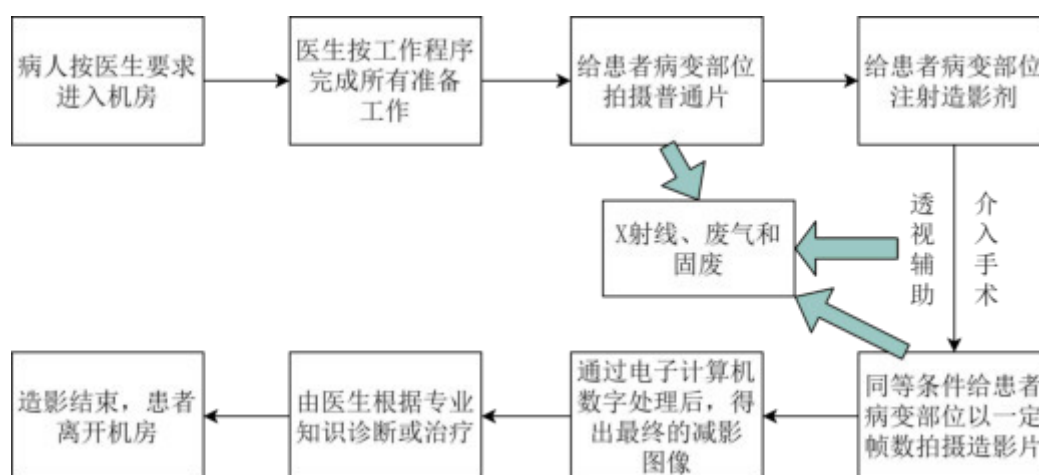 病人按医生要求
进入机房
医生按工作程序
完成所有准备
工作
给患者病变部位
拍摄普通片
给患者病变部位
注射造影剂
透视辅助
介入手术
X射线、废气和
固废
同等条件给患者
病变部位以一定
帧数拍摄造影片
通过电子计算机
数字处理后，得
出最终的减影
图像
由医生根据专业
知识诊断或治疗
造影结束，患者
离开机房